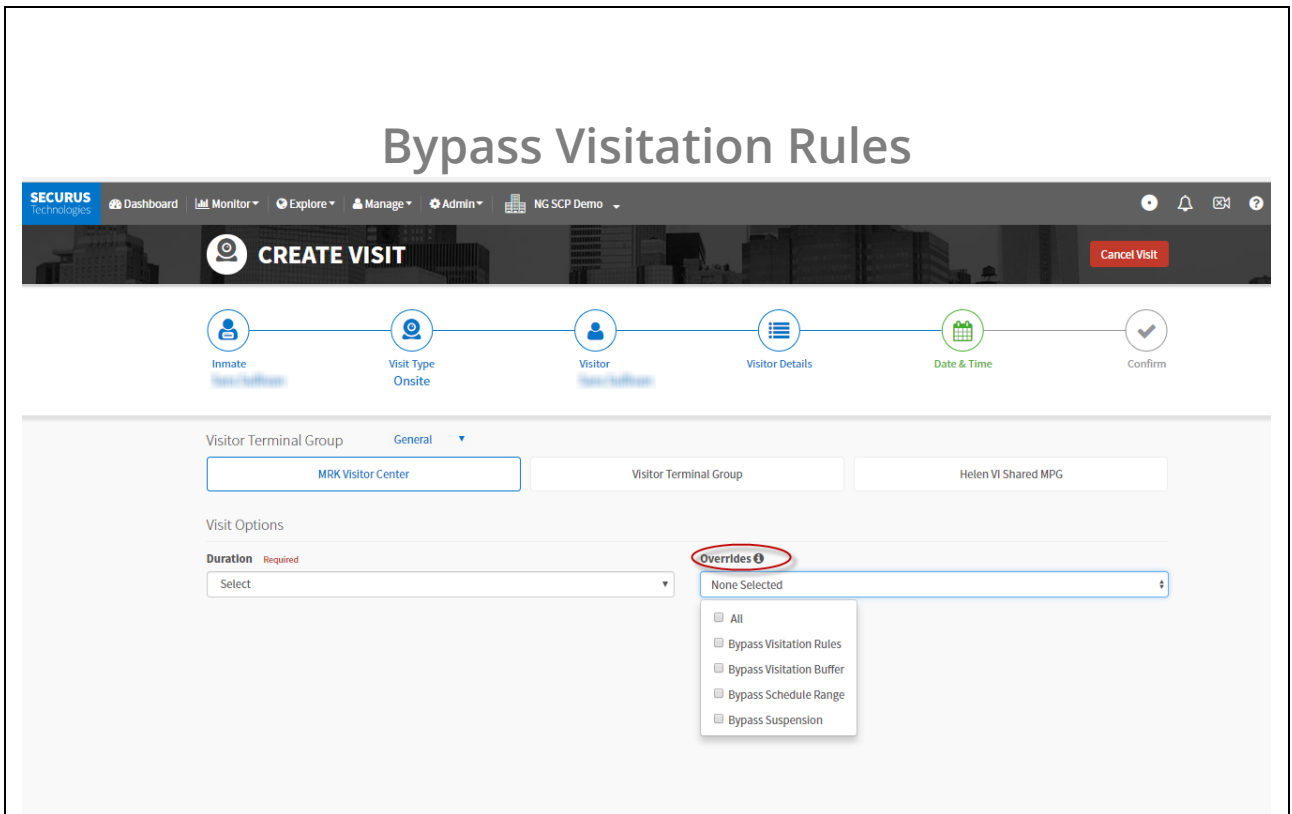 Bypass Visitation Rules
SECURUS
Technologies
Dashboard
Monitor
Explore
Manage
Admin
NG SCP Demo
CREATE VISIT
Cancel Visit
Inmate
Visit Type
Onsite
Visitor
Visitor Details
Date & Time
Confirm
Visitor Terminal Group
General
MRK Visitor Center
Visitor Terminal Group
Helen VI Shared MPG
Visit Options
Duration Required
Overrides
Select
None Selected
All
Bypass Visitation Rules
Bypass Visitation Buffer
Bypass Schedule Range
Bypass Suspension